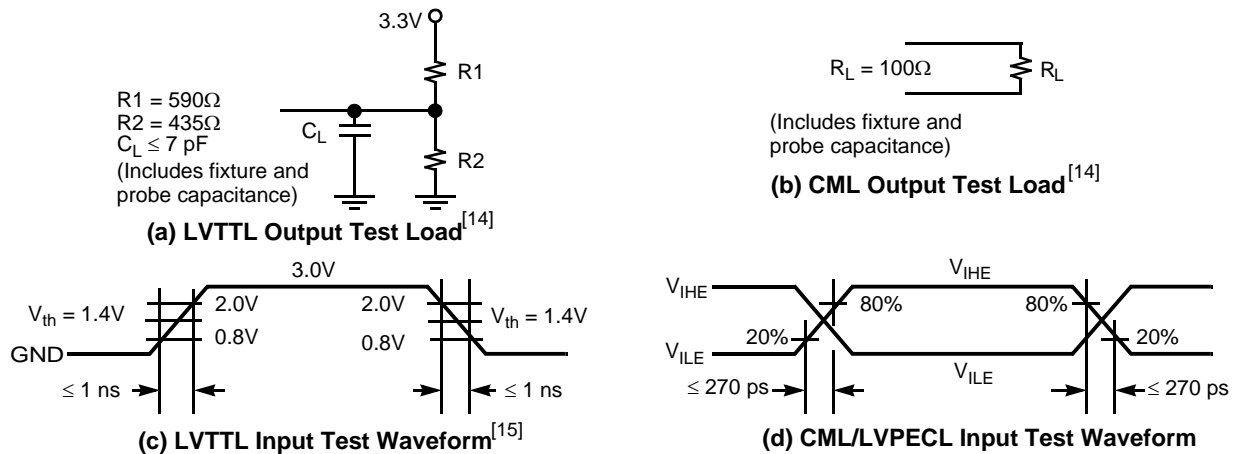 3.3V
R1
R1 = 590Ω
R2 = 435Ω
C_L ≤ 7 pF
(Includes fixture and
probe capacitance)
C_L
R2
(a) LVTTL Output Test Load[14]
R_L = 100Ω
R_L
(Includes fixture and
probe capacitance)
(b) CML Output Test Load[14]
3.0V
V_th = 1.4V
2.0V
0.8V
2.0V
0.8V
V_th = 1.4V
GND
≤ 1 ns
≤ 1 ns
(c) LVTTL Input Test Waveform[15]
V_IHE
V_IHE
80%
80%
20%
20%
V_ILE
V_ILE
≤ 270 ps
≤ 270 ps
(d) CML/LVPECL Input Test Waveform